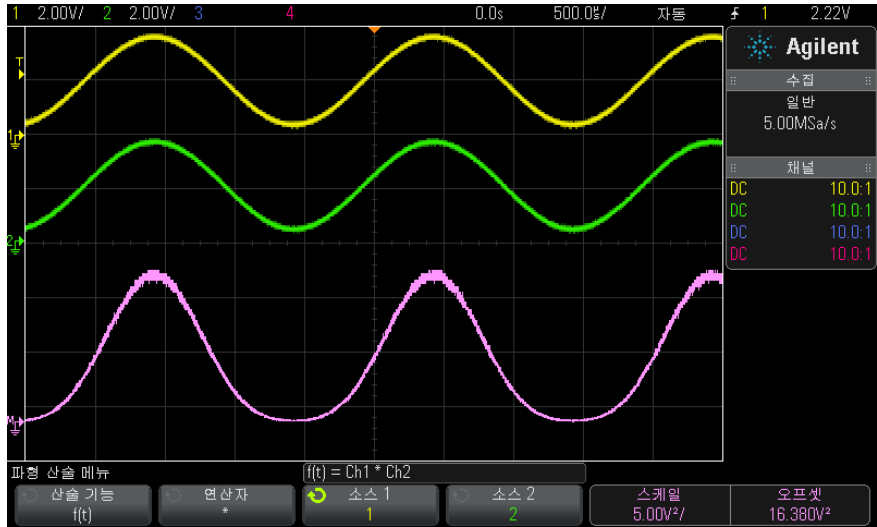 1 2.00V/ 2 2.00V/ 3 4 0.0s 500.0㎲/ 자동 1 2.22V
Agilent
수집
일반
5.00MSa/s
채널
DC 10.0:1
DC 10.0:1
DC 10.0:1
DC 10.0:1
T
1
2
M
파형 산술 메뉴 f(t) = Ch1 * Ch2
산술 기능 연산자 소스 1 소스 2 스케일 오프셋
f(t) * 1 2 5.00V²/ 16.380V²